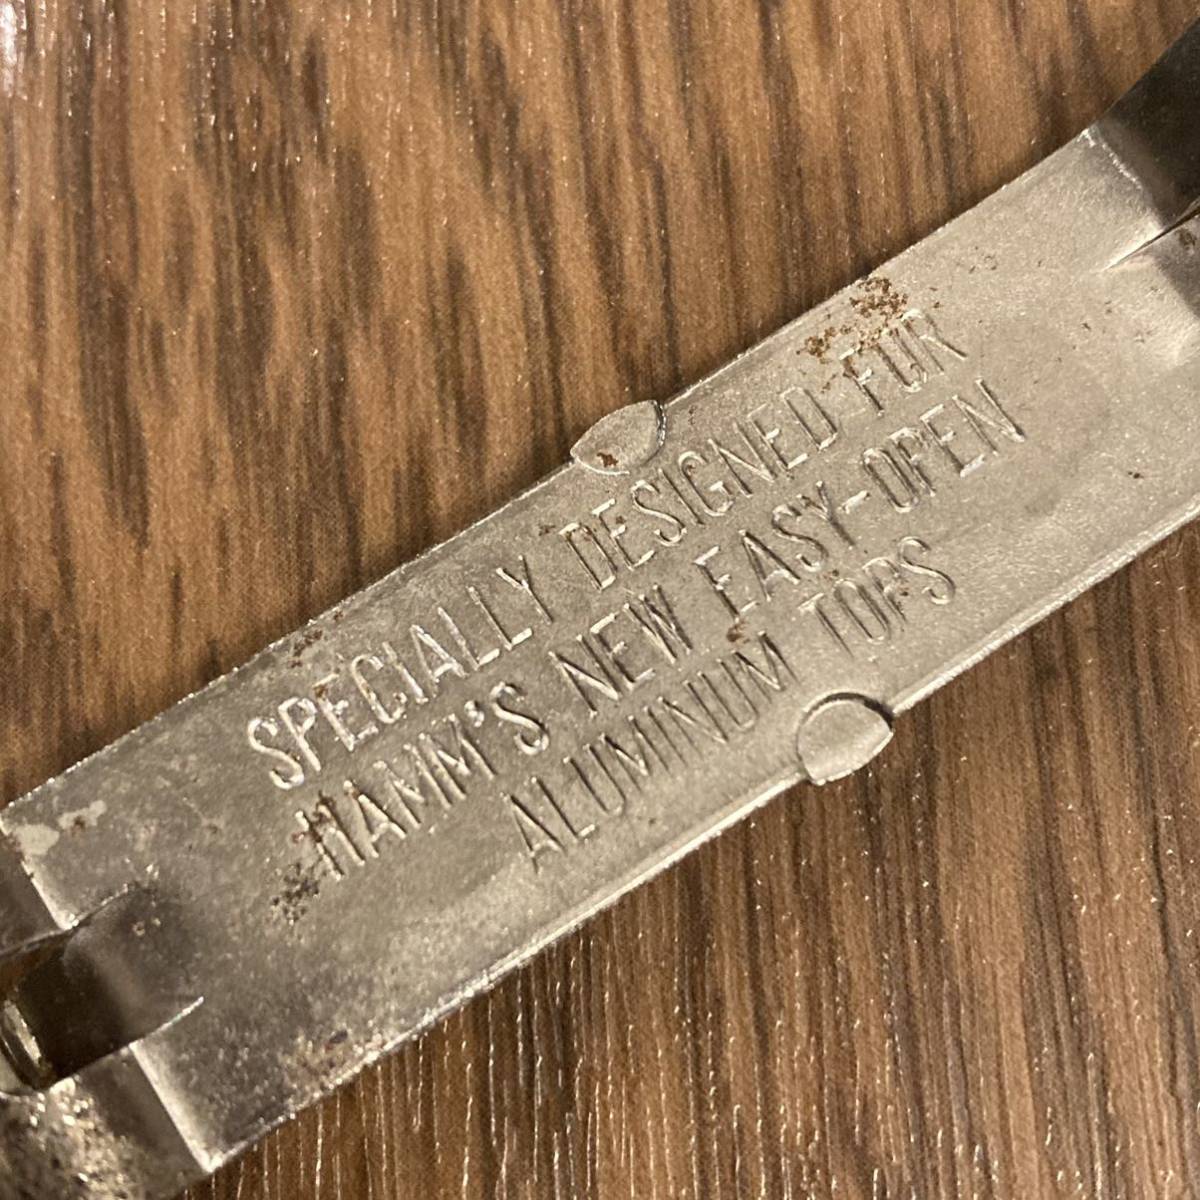 SPECIALLY DESIGNED FOR
HAMM'S NEW EASY-OPEN
ALUMINUM TOPS